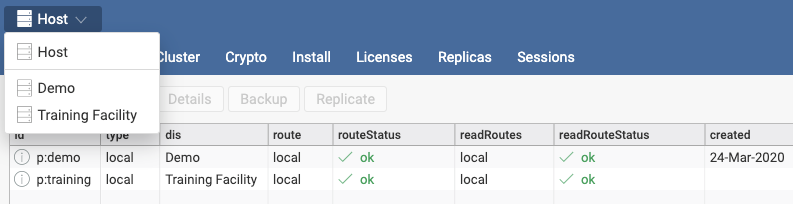 Host
Host
Demo
Training Facility
Cluster Crypto Install Licenses Replicas Sessions
Details Backup Replicate
id type dis route routeStatus readRoutes readRouteStatus created
p:demo local Demo local ok local ok 24-Mar-2020
p:training local Training Facility local ok local ok